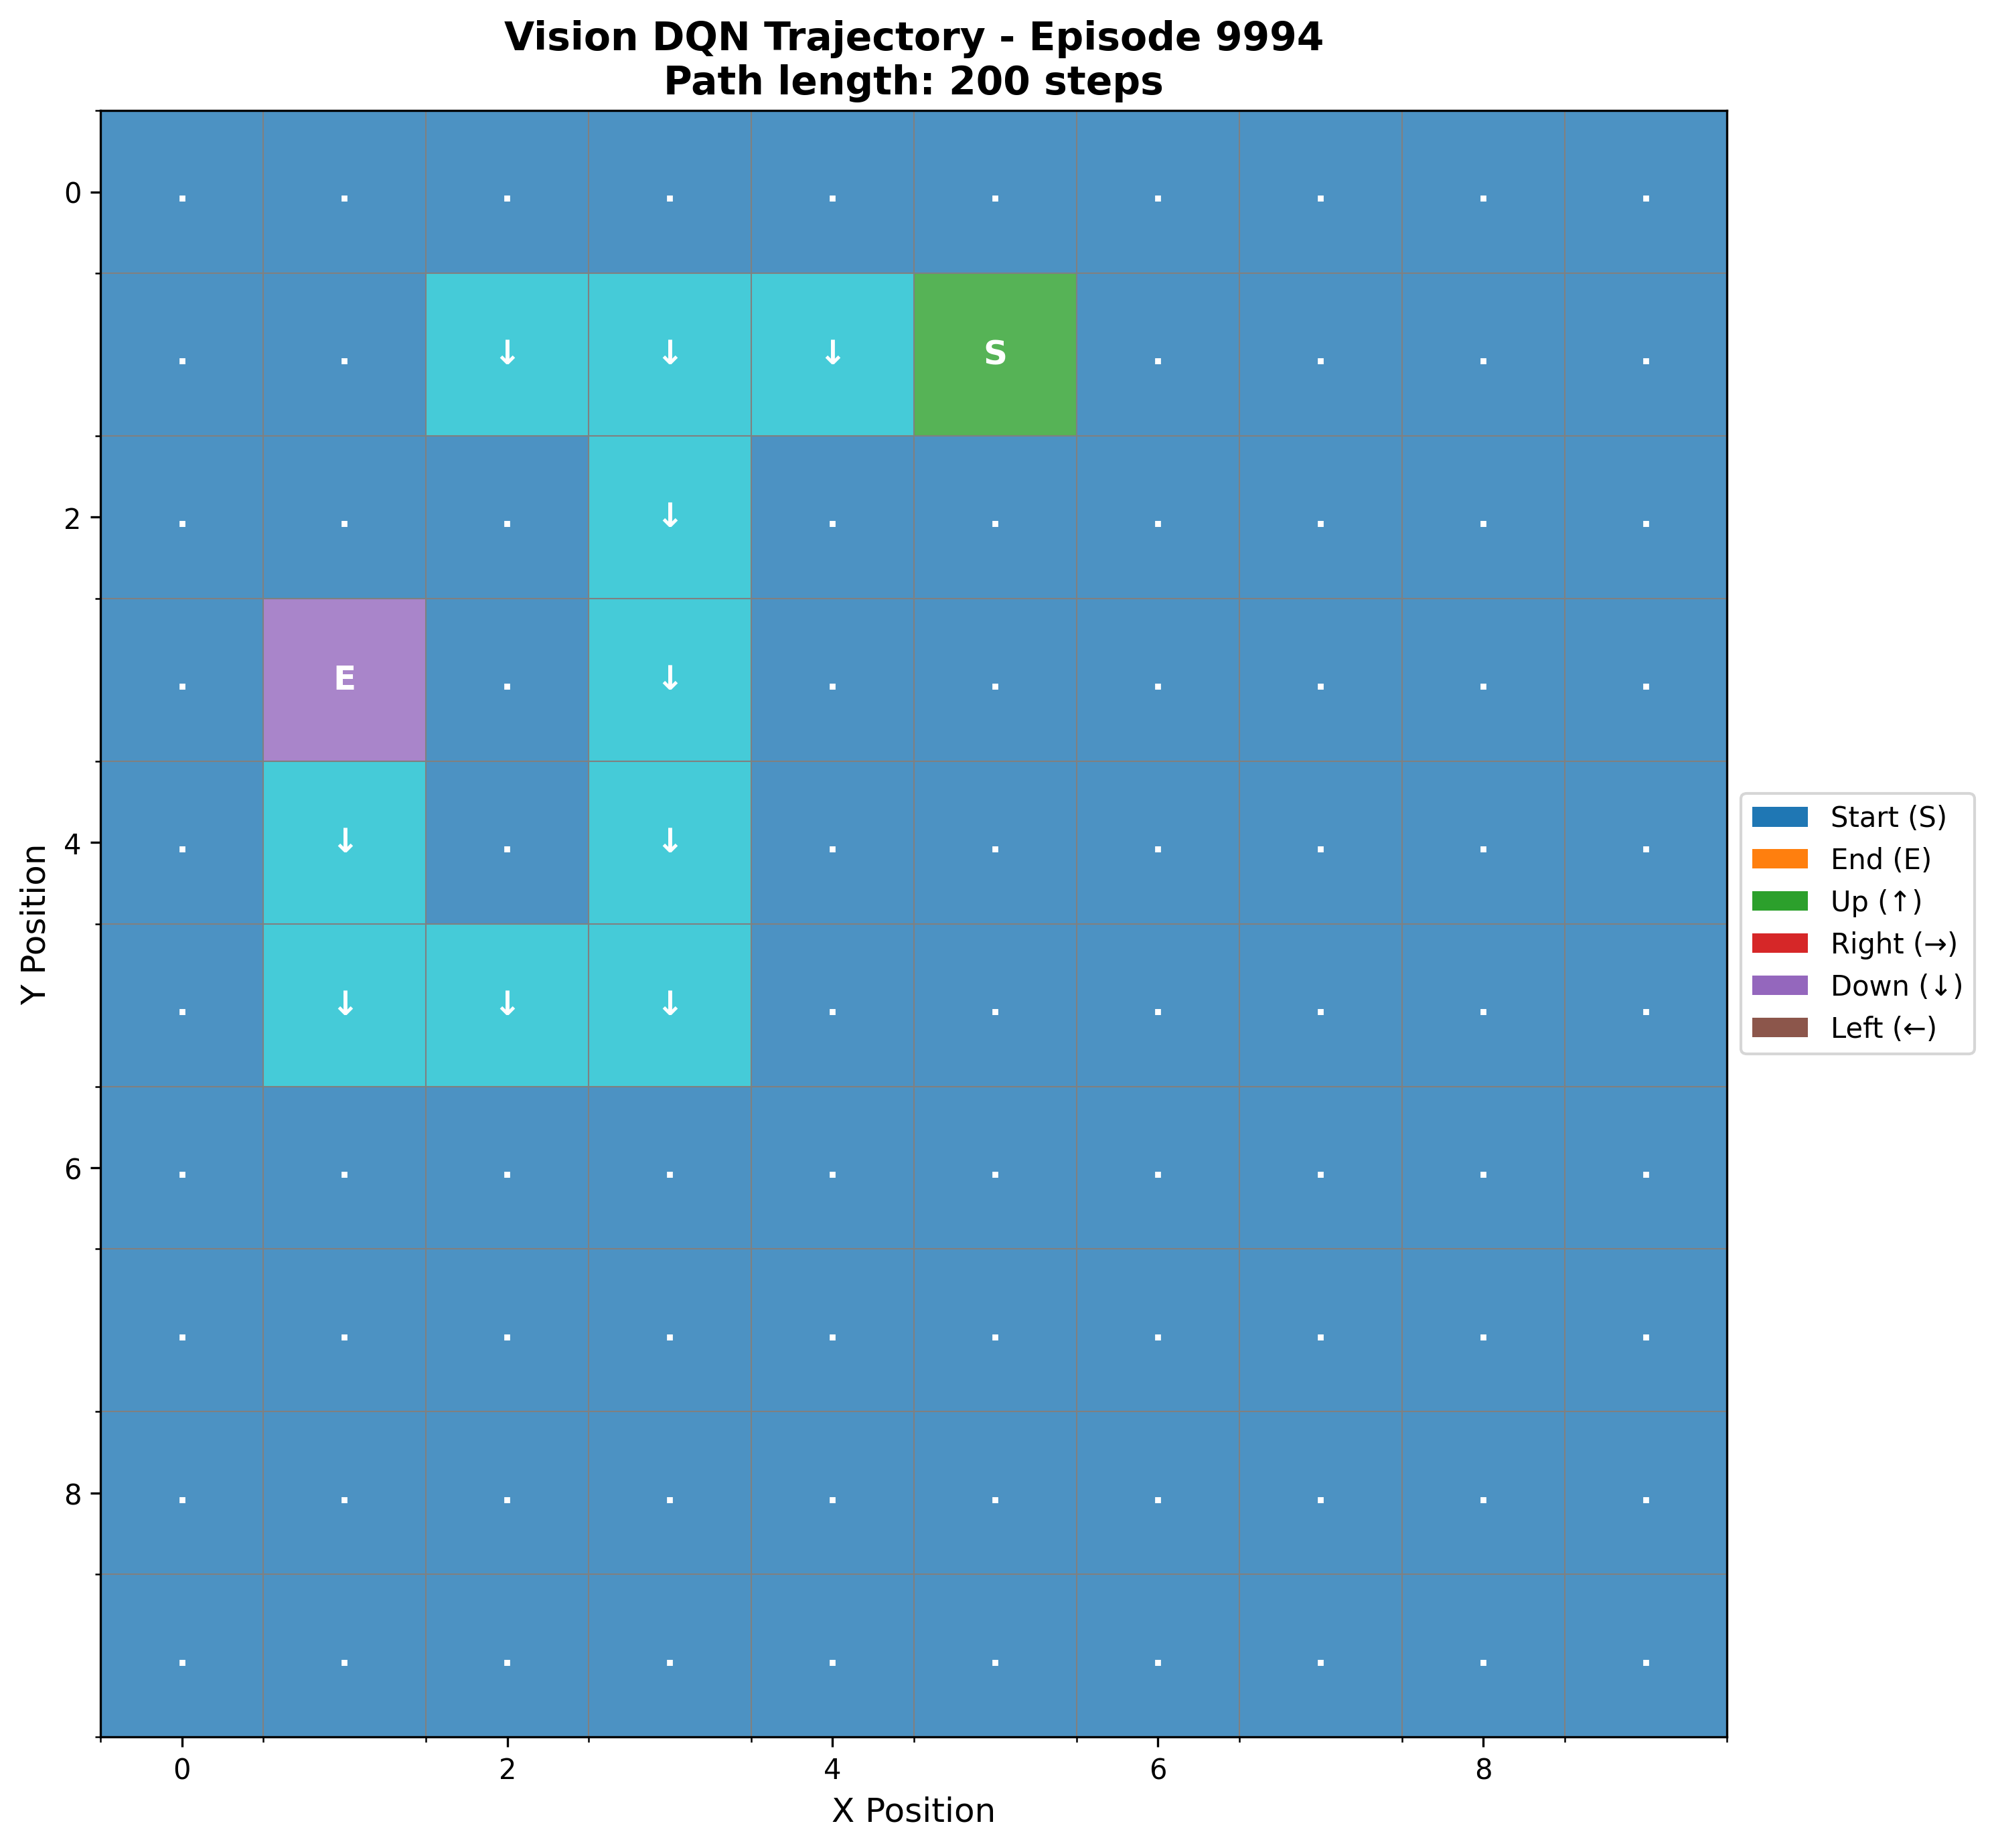 Vision DQN Trajectory - Episode 9994
Path length: 200 steps
0 . . . . . . . . . .
. . ↓ ↓ ↓ S . . . .
2 . . . ↓ . . . . . .
. E . ↓ . . . . . .
4 . ↓ . ↓ . . . . . .
. ↓ ↓ ↓ . . . . . .
6 . . . . . . . . . .
. . . . . . . . . .
8 . . . . . . . . . .
. . . . . . . . . .
0 2 4 6 8
X Position
Y Position
Start (S)
End (E)
Up (↑)
Right (→)
Down (↓)
Left (←)